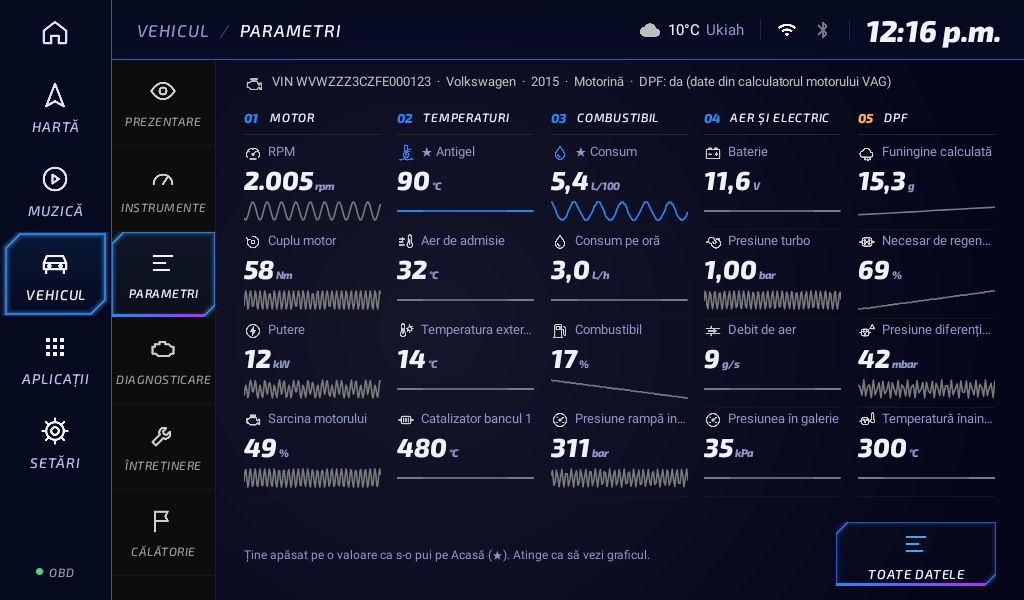 VEHICUL / PARAMETRI
10°C Ukiah
12:16 p.m.
HARTĂ
MUZICĂ
VEHICUL
APLICAȚII
SETĂRI
OBD
PREZENTARE
INSTRUMENTE
PARAMETRI
DIAGNOSTICARE
ÎNTREȚINERE
CĂLĂTORIE
VIN WVWZZZ3CZFE000123 · Volkswagen · 2015 · Motorină · DPF: da (date din calculatorul motorului VAG)
01 MOTOR
RPM
2.005 rpm
Cuplu motor
58 Nm
Putere
12 kW
Sarcina motorului
49 %
02 TEMPERATURI
★ Antigel
90 °C
Aer de admisie
32 °C
Temperatura exter…
14 °C
Catalizator bancul 1
480 °C
03 COMBUSTIBIL
★ Consum
5,4 L/100
Consum pe oră
3,0 L/h
Combustibil
17 %
Presiune rampă in…
311 bar
04 AER ȘI ELECTRIC
Baterie
11,6 V
Presiune turbo
1,00 bar
Debit de aer
9 g/s
Presiunea în galerie
35 kPa
05 DPF
Funingine calculată
15,3 g
Necesar de regen…
69 %
Presiune diferenți…
42 mbar
Temperatură înain…
300 °C
Ține apăsat pe o valoare ca s-o pui pe Acasă (★). Atinge ca să vezi graficul.
TOATE DATELE